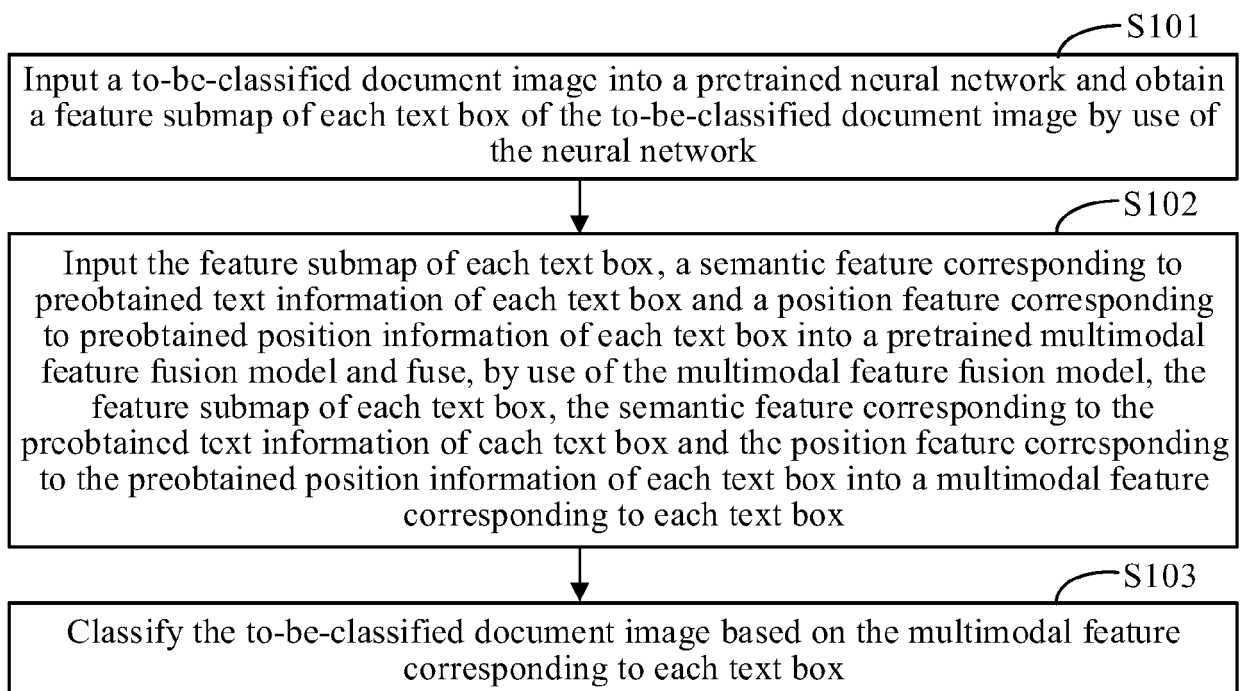 S101
Input a to-be-classified document image into a pretrained neural network and obtain
a feature submap of each text box of the to-be-classified document image by use of
the neural network
S102
Input the feature submap of each text box, a semantic feature corresponding to
preobtained text information of each text box and a position feature corresponding
to preobtained position information of each text box into a pretrained multimodal
feature fusion model and fuse, by use of the multimodal feature fusion model, the
feature submap of each text box, the semantic feature corresponding to the
preobtained text information of each text box and the position feature corresponding
to the preobtained position information of each text box into a multimodal feature
corresponding to each text box
S103
Classify the to-be-classified document image based on the multimodal feature
corresponding to each text box